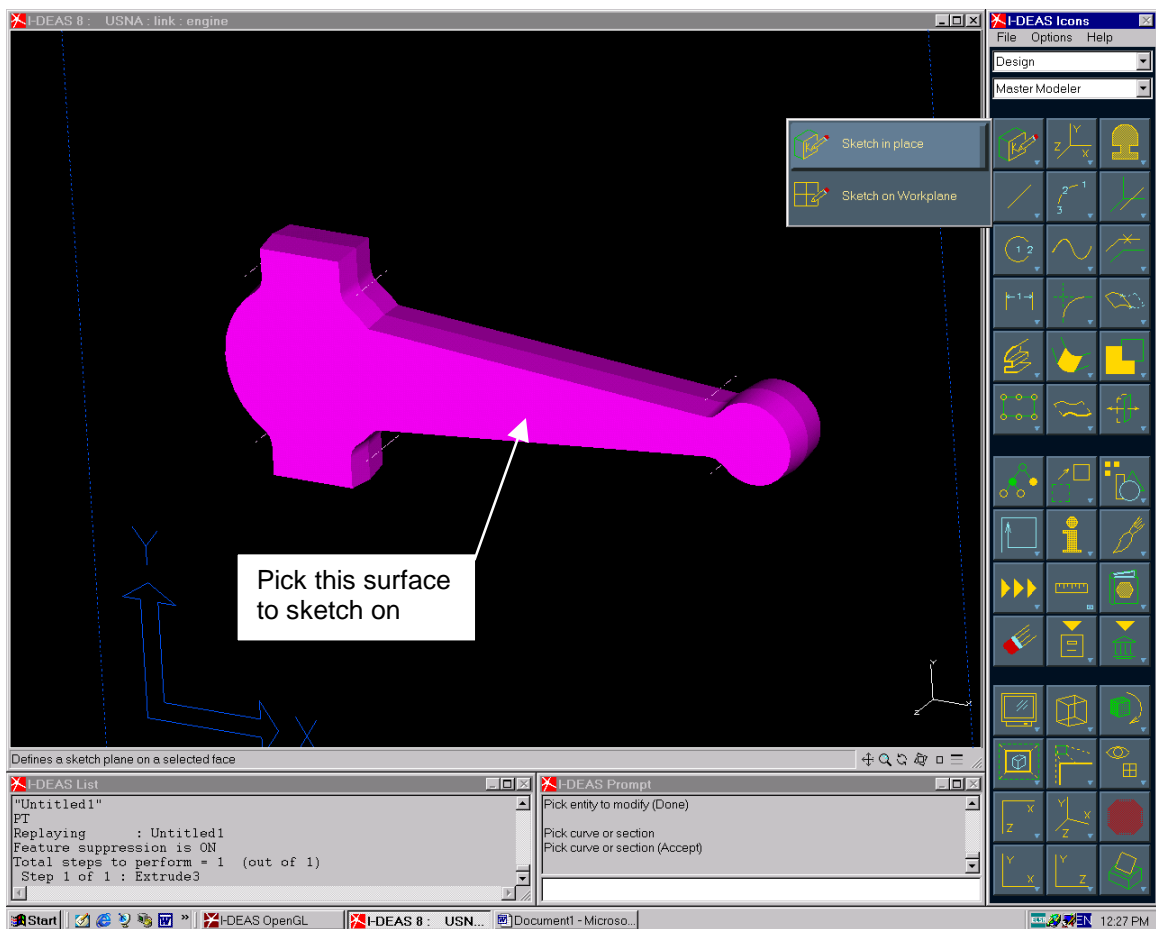 I-DEAS 8 : USNA : link : engine
I-DEAS Icons
File Options Help
Design
Master Modeler
Sketch in place
Sketch on Workplane
Pick this surface
to sketch on
Y
X
Y
X
Z
Defines a sketch plane on a selected face
I-DEAS List
"Untitled1"
PT
Replaying : Untitled1
Feature suppression is ON
Total steps to perform = 1 (out of 1)
Step 1 of 1 : Extrude3
I-DEAS Prompt
Pick entity to modify (Done)
Pick curve or section
Pick curve or section (Accept)
Start
»
I-DEAS OpenGL
I-DEAS 8 : USN...
Document1 - Microso...
EN 12:27 PM